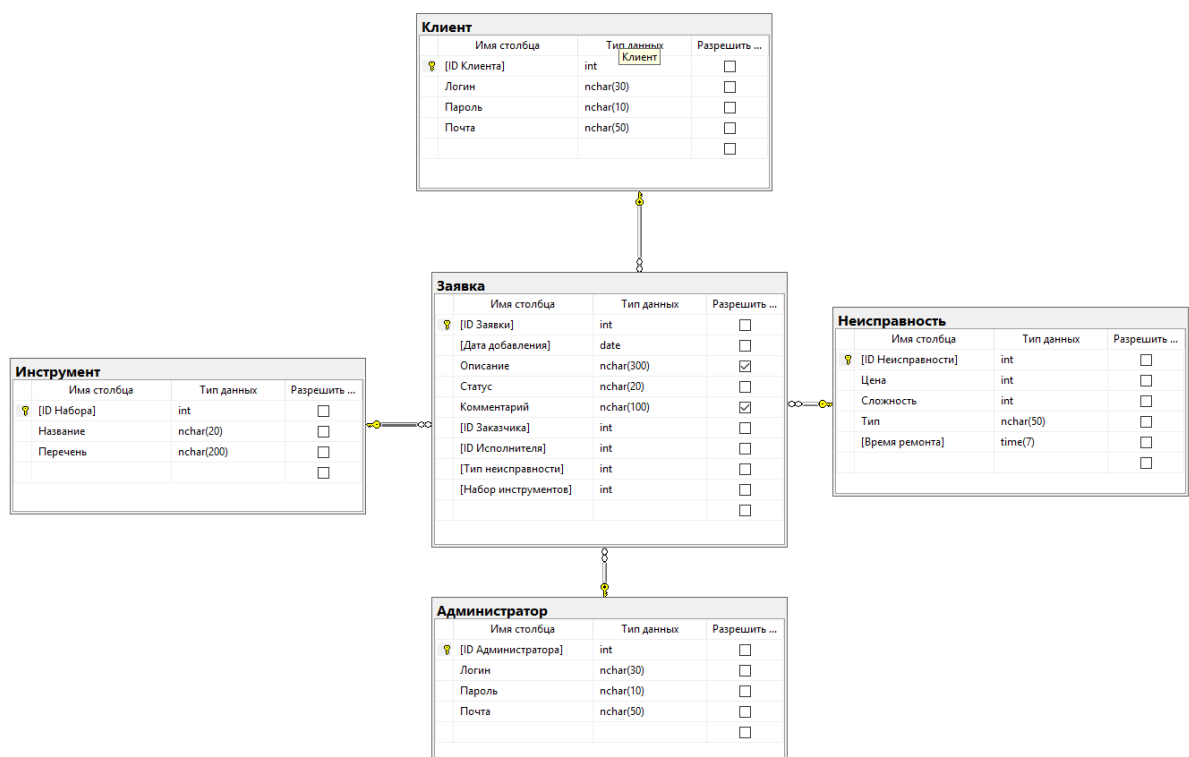 Клиент
Имя столбца Тип данных Разрешить ...
Клиент
[ID Клиента] int
Логин nchar(30)
Пароль nchar(10)
Почта nchar(50)
Заявка
Имя столбца Тип данных Разрешить ...
[ID Заявки] int
[Дата добавления] date
Описание nchar(300)
Статус nchar(20)
Комментарий nchar(100)
[ID Заказчика] int
[ID Исполнителя] int
[Тип неисправности] int
[Набор инструментов] int
Неисправность
Имя столбца Тип данных Разрешить ...
[ID Неисправности] int
Цена int
Сложность int
Тип nchar(50)
[Время ремонта] time(7)
Инструмент
Имя столбца Тип данных Разрешить ...
[ID Набора] int
Название nchar(20)
Перечень nchar(200)
Администратор
Имя столбца Тип данных Разрешить ...
[ID Администратора] int
Логин nchar(30)
Пароль nchar(10)
Почта nchar(50)